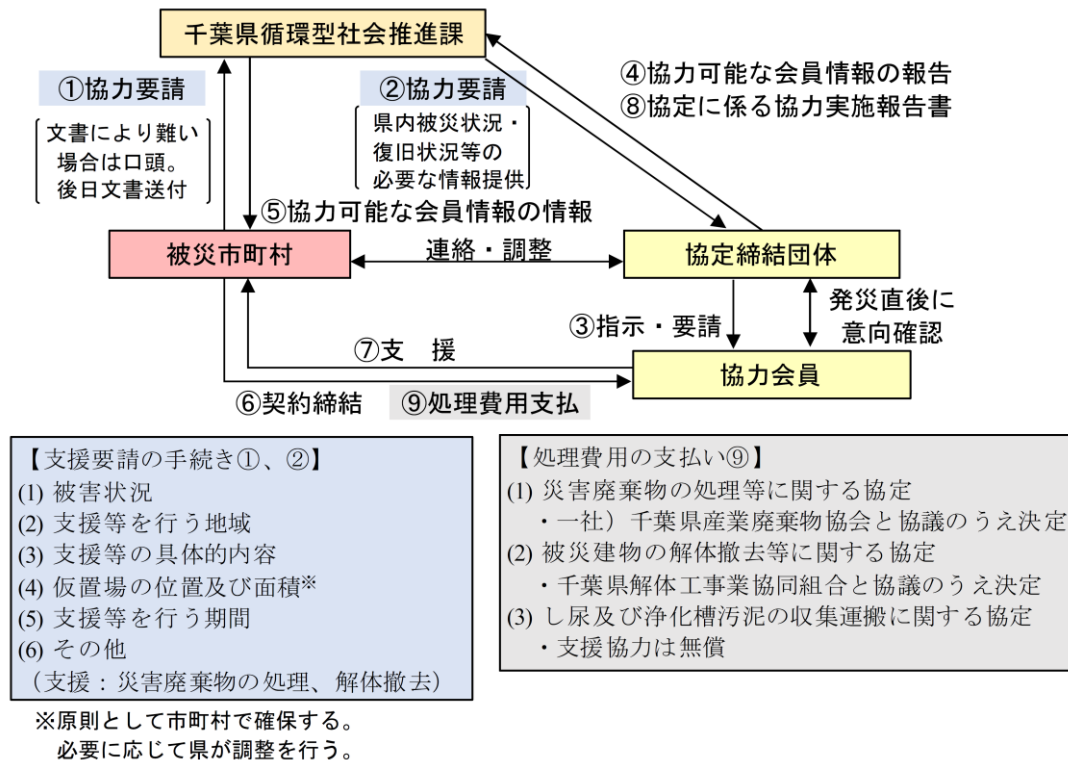 千葉県循環型社会推進課
①協力要請
文書により難い
場合は口頭。
後日文書送付
②協力要請
県内被災状況・
復旧状況等の
必要な情報提供
④協力可能な会員情報の報告
⑧協定に係る協力実施報告書
⑤協力可能な会員情報の情報
被災市町村
連絡・調整
協定締結団体
③指示・要請
発災直後に
意向確認
⑦支　援
協力会員
⑥契約締結
⑨処理費用支払
【支援要請の手続き①、②】
(1) 被害状況
(2) 支援等を行う地域
(3) 支援等の具体的内容
(4) 仮置場の位置及び面積※
(5) 支援等を行う期間
(6) その他
（支援：災害廃棄物の処理、解体撤去）
※原則として市町村で確保する。
必要に応じて県が調整を行う。
【処理費用の支払い⑨】
(1) 災害廃棄物の処理等に関する協定
・一社）千葉県産業廃棄物協会と協議のうえ決定
(2) 被災建物の解体撤去等に関する協定
・千葉県解体工事業協同組合と協議のうえ決定
(3) し尿及び浄化槽汚泥の収集運搬に関する協定
・支援協力は無償